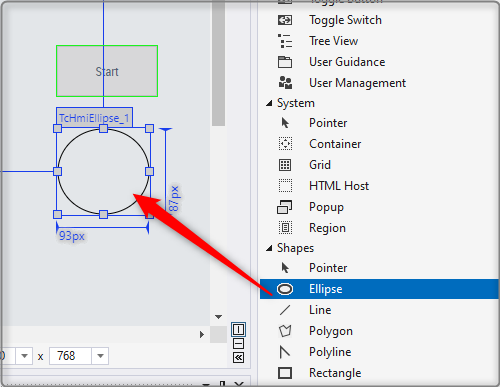 Start
TcHmiEllipse_1
87px
93px
0 x 768
Toggle Button
Toggle Switch
Tree View
User Guidance
User Management
System
Pointer
Container
Grid
HTML Host
Popup
Region
Shapes
Pointer
Ellipse
Line
Polygon
Polyline
Rectangle